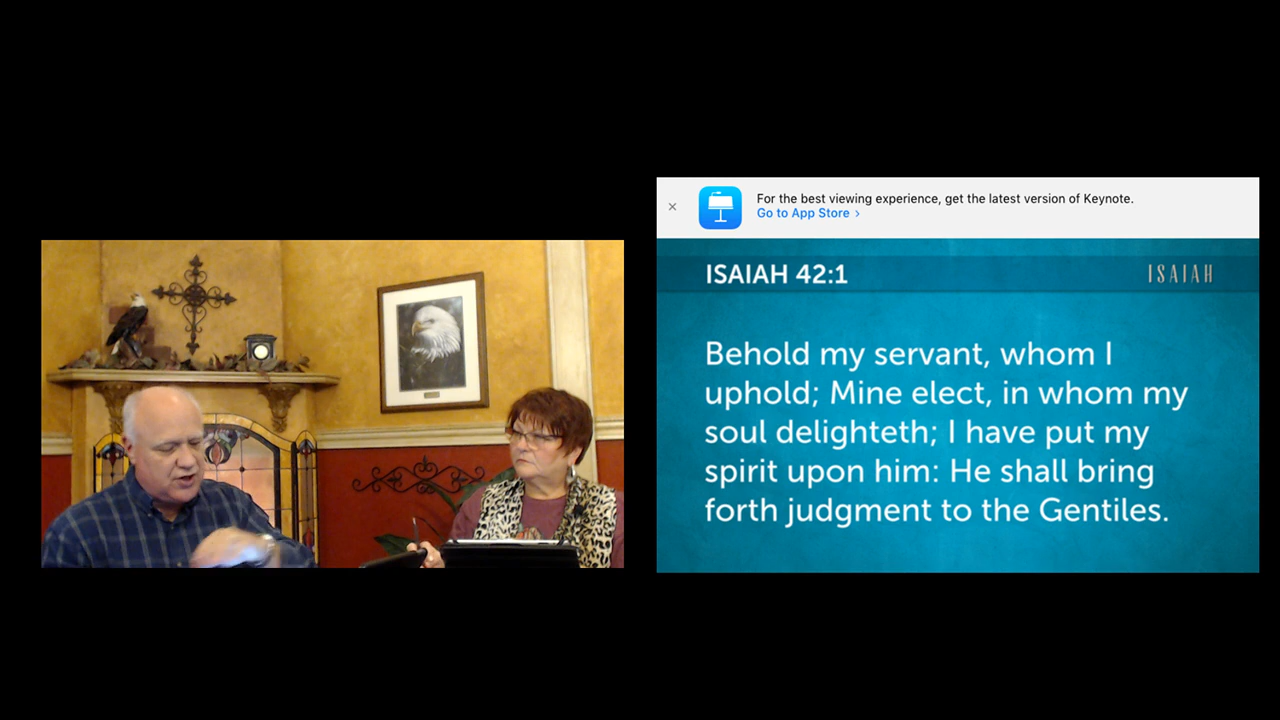 ×
For the best viewing experience, get the latest version of Keynote.
Go to App Store >
ISAIAH 42:1
ISAIAH
Behold my servant, whom I
uphold; Mine elect, in whom my
soul delighteth; I have put my
spirit upon him: He shall bring
forth judgment to the Gentiles.